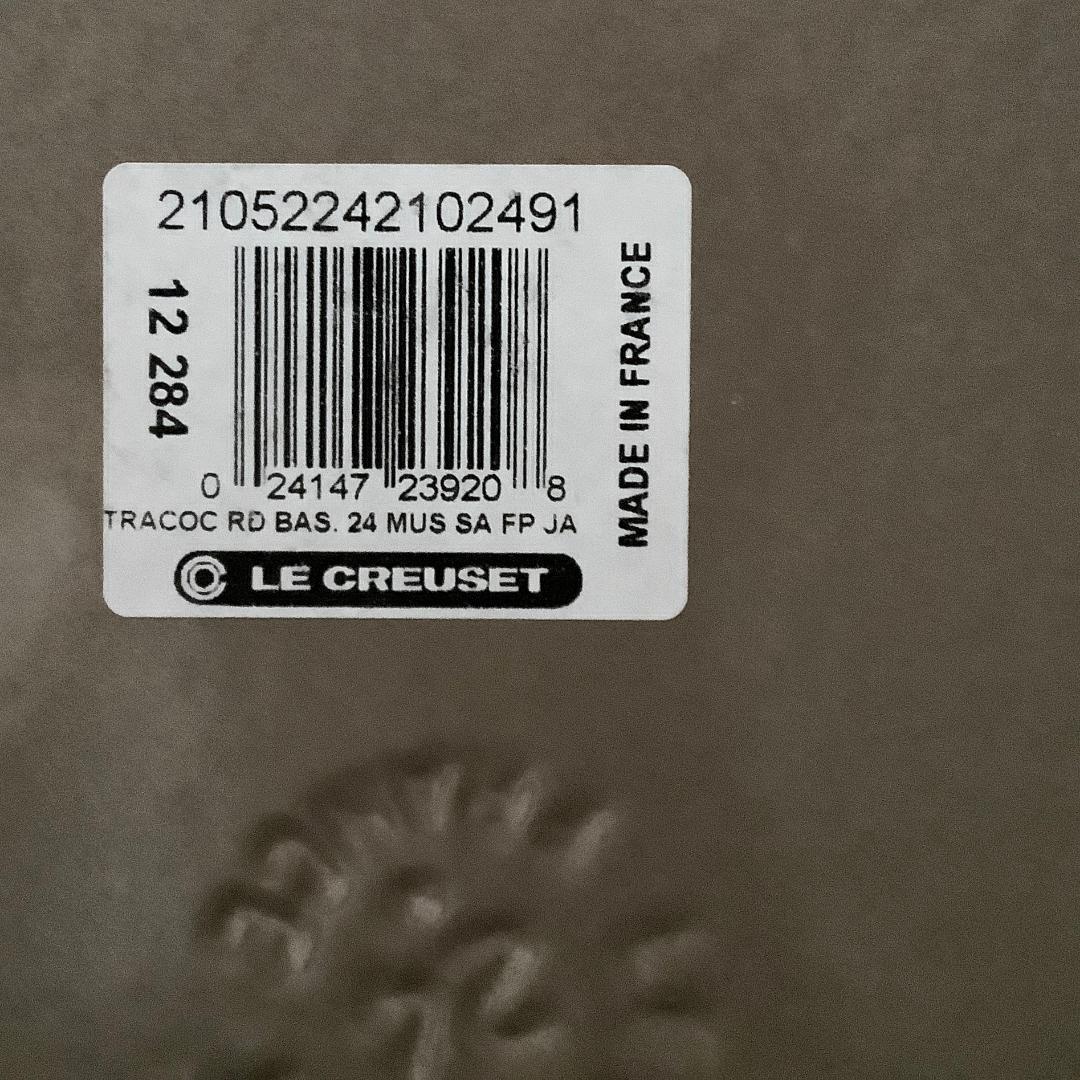 21052242102491
12 284
0 24147 23920 8
TRACOC RD BAS. 24 MUS SA FP JA
LE CREUSET
MADE IN FRANCE